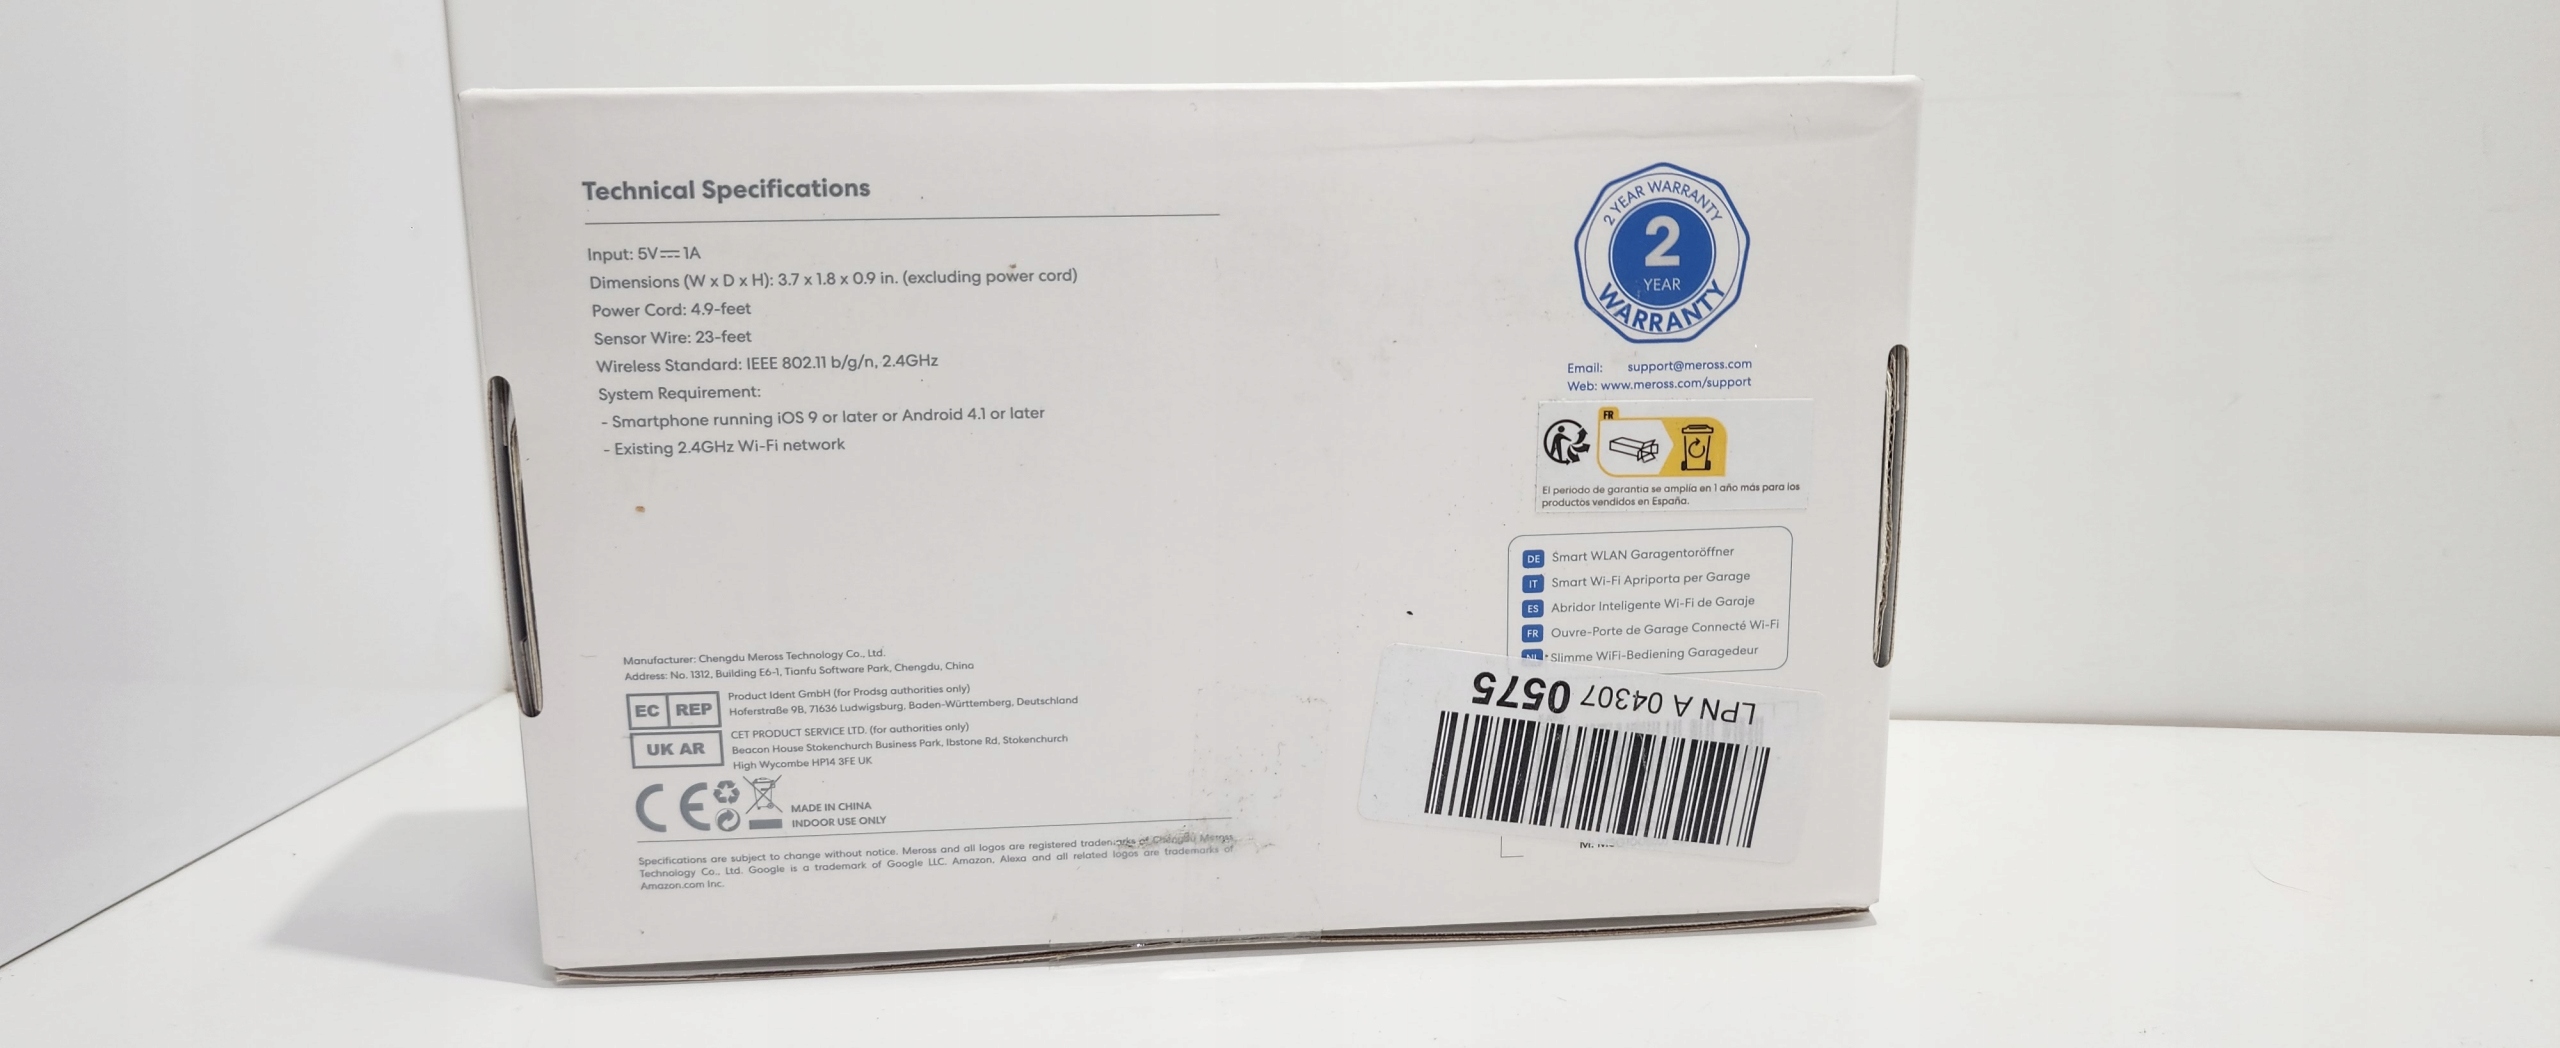 Technical Specifications
Input: 5V⎓1A
Dimensions (W x D x H): 3.7 x 1.8 x 0.9 in. (excluding power cord)
Power Cord: 4.9-feet
Sensor Wire: 23-feet
Wireless Standard: IEEE 802.11 b/g/n, 2.4GHz
System Requirement:
- Smartphone running iOS 9 or later or Android 4.1 or later
- Existing 2.4GHz Wi-Fi network
Manufacturer: Chengdu Meross Technology Co., Ltd.
Address: No. 1312, Building E6-1, Tianfu Software Park, Chengdu, China
EC REP
Product Ident GmbH (for Prodsg authorities only)
Hoferstraße 9B, 71636 Ludwigsburg, Baden-Württemberg, Deutschland
UK AR
CET PRODUCT SERVICE LTD. (for authorities only)
Beacon House Stokenchurch Business Park, Ibstone Rd, Stokenchurch
High Wycombe HP14 3FE UK
CE
MADE IN CHINA
INDOOR USE ONLY
Specifications are subject to change without notice. Meross and all logos are registered trademarks of Chengdu Meross
Technology Co., Ltd. Google is a trademark of Google LLC. Amazon, Alexa and all related logos are trademarks of
Amazon.com Inc.
2 YEAR WARRANTY
2
YEAR
WARRANTY
Email: support@meross.com
Web: www.meross.com/support
FR
El periodo de garantia se amplía en 1 año más para los
productos vendidos en España.
DE Smart WLAN Garagentoröffner
IT Smart Wi-Fi Apriporta per Garage
ES Abridor Inteligente Wi-Fi de Garaje
FR Ouvre-Porte de Garage Connecté Wi-Fi
NL Slimme WiFi-Bediening Garagedeur
LPN A 04307 0575